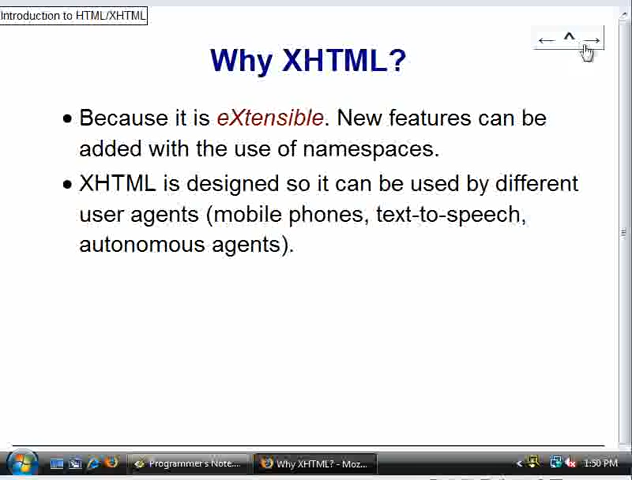 Introduction to HTML/XHTML
← ^ →
Why XHTML?
• Because it is eXtensible. New features can be
added with the use of namespaces.
• XHTML is designed so it can be used by different
user agents (mobile phones, text-to-speech,
autonomous agents).
Programmer's Note...
Why XHTML? - Moz...
1:50 PM